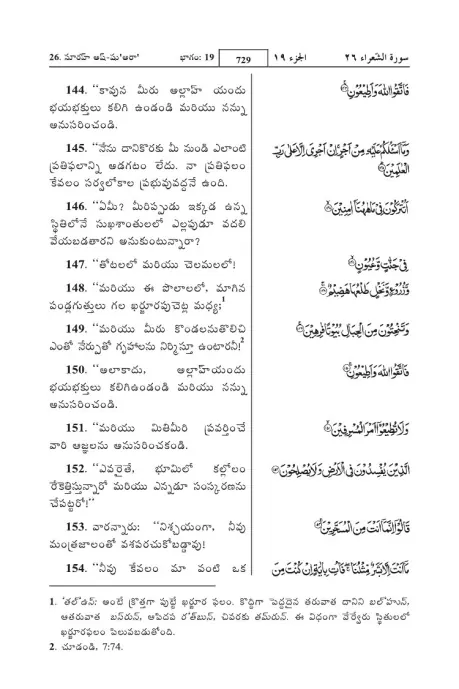 26. సూరహ్ అష్-షు'అరా' భాగం: 19 729 الجزء ١٩ سورة الشعراء ٢٦
144. "కావున మీరు అల్లాహ్ యందు
భయభక్తులు కలిగి ఉండండి మరియు నన్ను
అనుసరించండి.
فَاتَّقُوا اللَّهَ وَأَطِيعُونِ ۝
145. "నేను దానికొరకు మీ నుండి ఎలాంటి
ప్రతిఫలాన్ని అడగటం లేదు. నా ప్రతిఫలం
కేవలం సర్వలోకాల ప్రభువువద్దనే ఉంది.
وَمَا أَسْأَلُكُمْ عَلَيْهِ مِنْ أَجْرٍ إِنْ أَجْرِيَ إِلَّا عَلَىٰ رَبِّ
الْعَالَمِينَ ۝
146. "ఏమీ? మీరిప్పుడు ఇక్కడ ఉన్న
స్థితిలోనే సుఖశాంతులలో ఎల్లపుడూ వదలి
వేయబడతారని అనుకుంటున్నారా?
أَتُتْرَكُونَ فِي مَا هَاهُنَا آمِنِينَ ۝
147. "తోటలలో మరియు చెలమలలో!
فِي جَنَّاتٍ وَعُيُونٍ ۝
148. "మరియు ఈ పొలాలలో, మాగిన
పండ్లగుత్తులు గల ఖర్జూరపుచెట్ల మధ్య;1
وَزُرُوعٍ وَنَخْلٍ طَلْعُهَا هَضِيمٌ ۝
149. "మరియు మీరు కొండలనుతొలిచి
ఎంతో నేర్పుతో గృహాలను నిర్మిస్తూ ఉంటారనీ!2
وَتَنْحِتُونَ مِنَ الْجِبَالِ بُيُوتًا فَارِهِينَ ۝
150. "అలాకాదు, అల్లాహ్‌యందు
భయభక్తులు కలిగిఉండండి మరియు నన్ను
అనుసరించండి.
فَاتَّقُوا اللَّهَ وَأَطِيعُونِ ۝
151. "మరియు మితిమీరి ప్రవర్తించే
వారి ఆజ్ఞలను అనుసరించకండి.
وَلَا تُطِيعُوا أَمْرَ الْمُسْرِفِينَ ۝
152. "ఎవరైతే, భూమిలో కల్లోలం
రేకెత్తిస్తున్నారో మరియు ఎన్నడూ సంస్కరణను
చేపట్టరో!"
الَّذِينَ يُفْسِدُونَ فِي الْأَرْضِ وَلَا يُصْلِحُونَ ۝
153. వారన్నారు: "నిశ్చయంగా, నీవు
మంత్రజాలంతో వశపరచుకోబడ్డావు!
قَالُوا إِنَّمَا أَنْتَ مِنَ الْمُسَحَّرِينَ ۝
154. "నీవు కేవలం మా వంటి ఒక
مَا أَنْتَ إِلَّا بَشَرٌ مِثْلُنَا فَأْتِ بِآيَةٍ إِنْ كُنْتَ مِنَ
1. 'తల్'ఉన్: అంటే క్రొత్తగా పుట్టే ఖర్జూర ఫలం. కొద్దిగా పెద్దదైన తరువాత దానిని బల్'హున్,
ఆతరువాత బస్‌రున్, ఆపిదప ర'త్‌బున్, చివరకు తమ్‌రున్. ఈ విధంగా వేర్వేరు స్థితులలో
ఖర్జూరఫలం పిలువబడుతోంది.
2. చూడండి, 7:74.